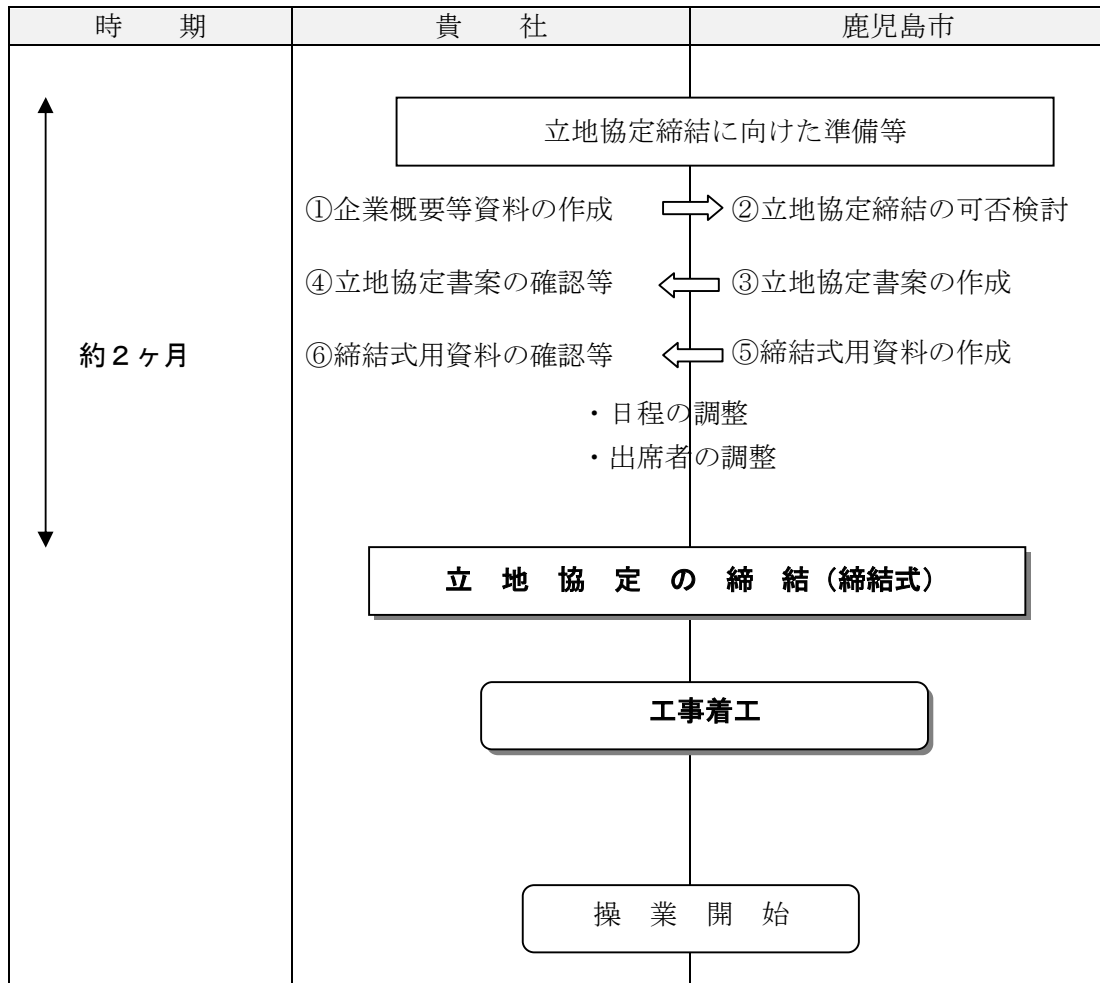 時 期 貴 社 鹿児島市
立地協定締結に向けた準備等
①企業概要等資料の作成 ②立地協定締結の可否検討
④立地協定書案の確認等 ③立地協定書案の作成
約2ヶ月 ⑥締結式用資料の確認等 ⑤締結式用資料の作成
・日程の調整
・出席者の調整
立 地 協 定 の 締 結（締結式）
工事着工
操 業 開 始